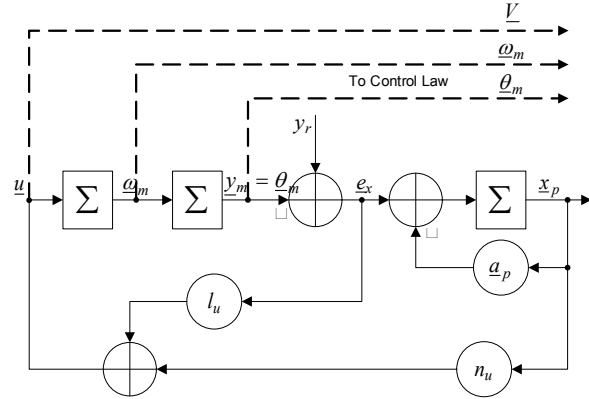 V
ω_m
To Control Law
θ_m
y_r
u
Σ
ω_m
Σ
y_m = θ_m
e_x
Σ
x_p
a_p
l_u
n_u